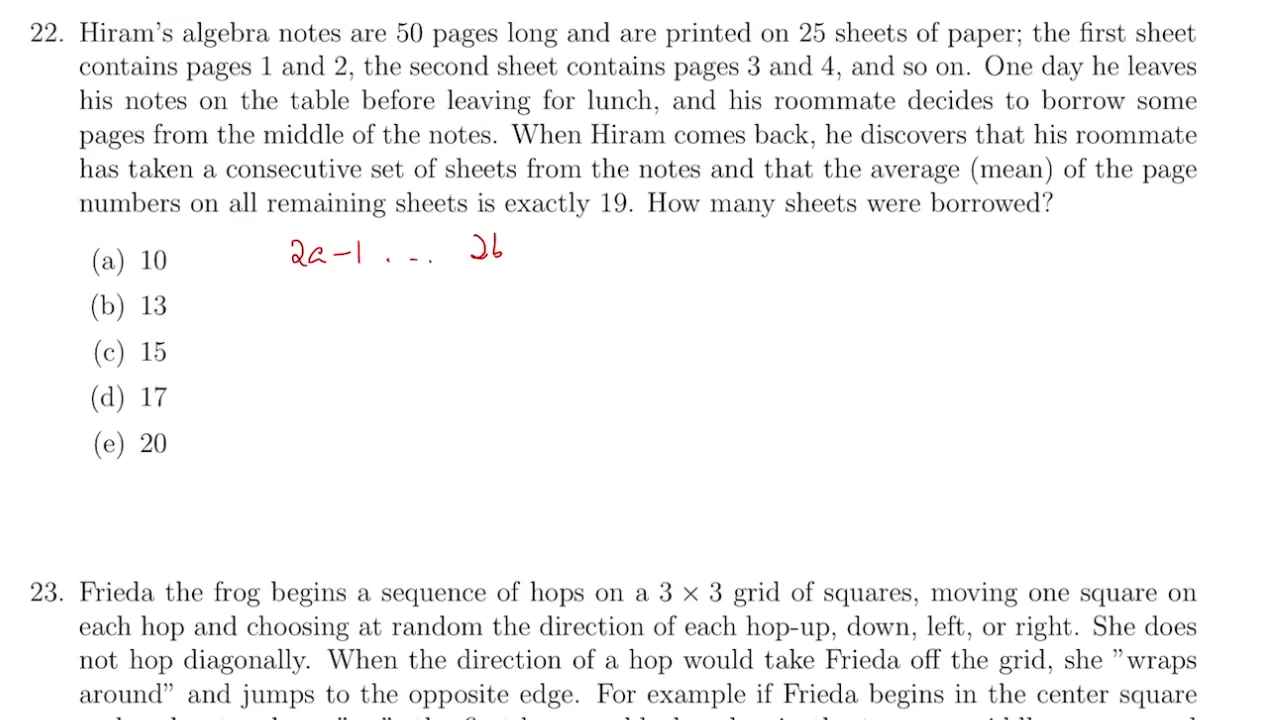 22. Hiram's algebra notes are 50 pages long and are printed on 25 sheets of paper; the first sheet
contains pages 1 and 2, the second sheet contains pages 3 and 4, and so on. One day he leaves
his notes on the table before leaving for lunch, and his roommate decides to borrow some
pages from the middle of the notes. When Hiram comes back, he discovers that his roommate
has taken a consecutive set of sheets from the notes and that the average (mean) of the page
numbers on all remaining sheets is exactly 19. How many sheets were borrowed?
(a) 10
2a-1 . -. 2b
(b) 13
(c) 15
(d) 17
(e) 20
23. Frieda the frog begins a sequence of hops on a 3 × 3 grid of squares, moving one square on
each hop and choosing at random the direction of each hop-up, down, left, or right. She does
not hop diagonally. When the direction of a hop would take Frieda off the grid, she "wraps
around" and jumps to the opposite edge. For example if Frieda begins in the center square